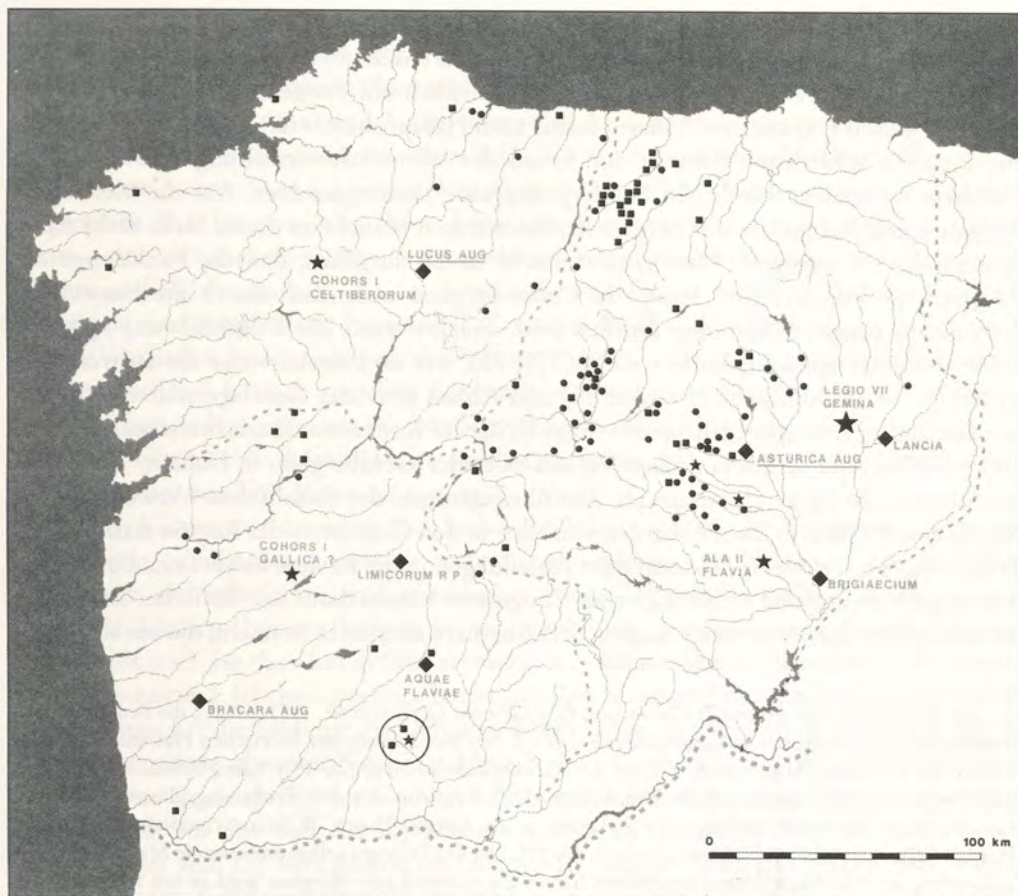 LUCUS AUG
COHORS I
CELTIBERORUM
LEGIO VII
GEMINA
LANCIA
ASTURICA AUG
COHORS I
GALLICA
LIMICORUM R P
ALA II
FLAVIA
BRIGIAECIUM
AQUAE
FLAVIAE
BRACARA AUG
0 100 km